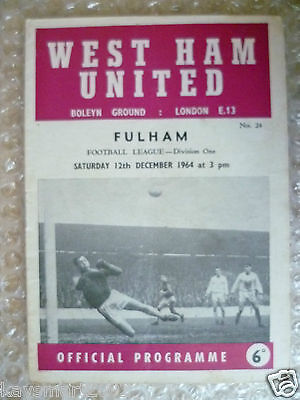 WEST HAM
UNITED
BOLEYN GROUND : LONDON E.13
No. 24
FULHAM
FOOTBALL LEAGUE—Division One
SATURDAY 12th DECEMBER 1964 at 3 pm
OFFICIAL PROGRAMME
6D